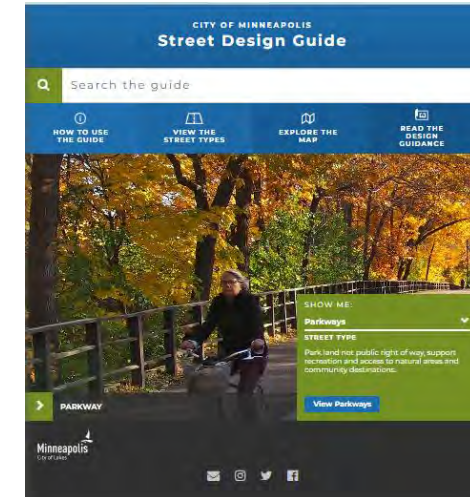 CITY OF MINNEAPOLIS
Street Design Guide
Search the guide
HOW TO USE
THE GUIDE
VIEW THE
STREET TYPES
EXPLORE THE
MAP
READ THE
DESIGN
GUIDANCE
SHOW ME:
Parkways
STREET TYPE
Park land not public right of way, support
recreation and access to natural areas and
community destinations.
View Parkways
PARKWAY
Minneapolis
City of Lakes